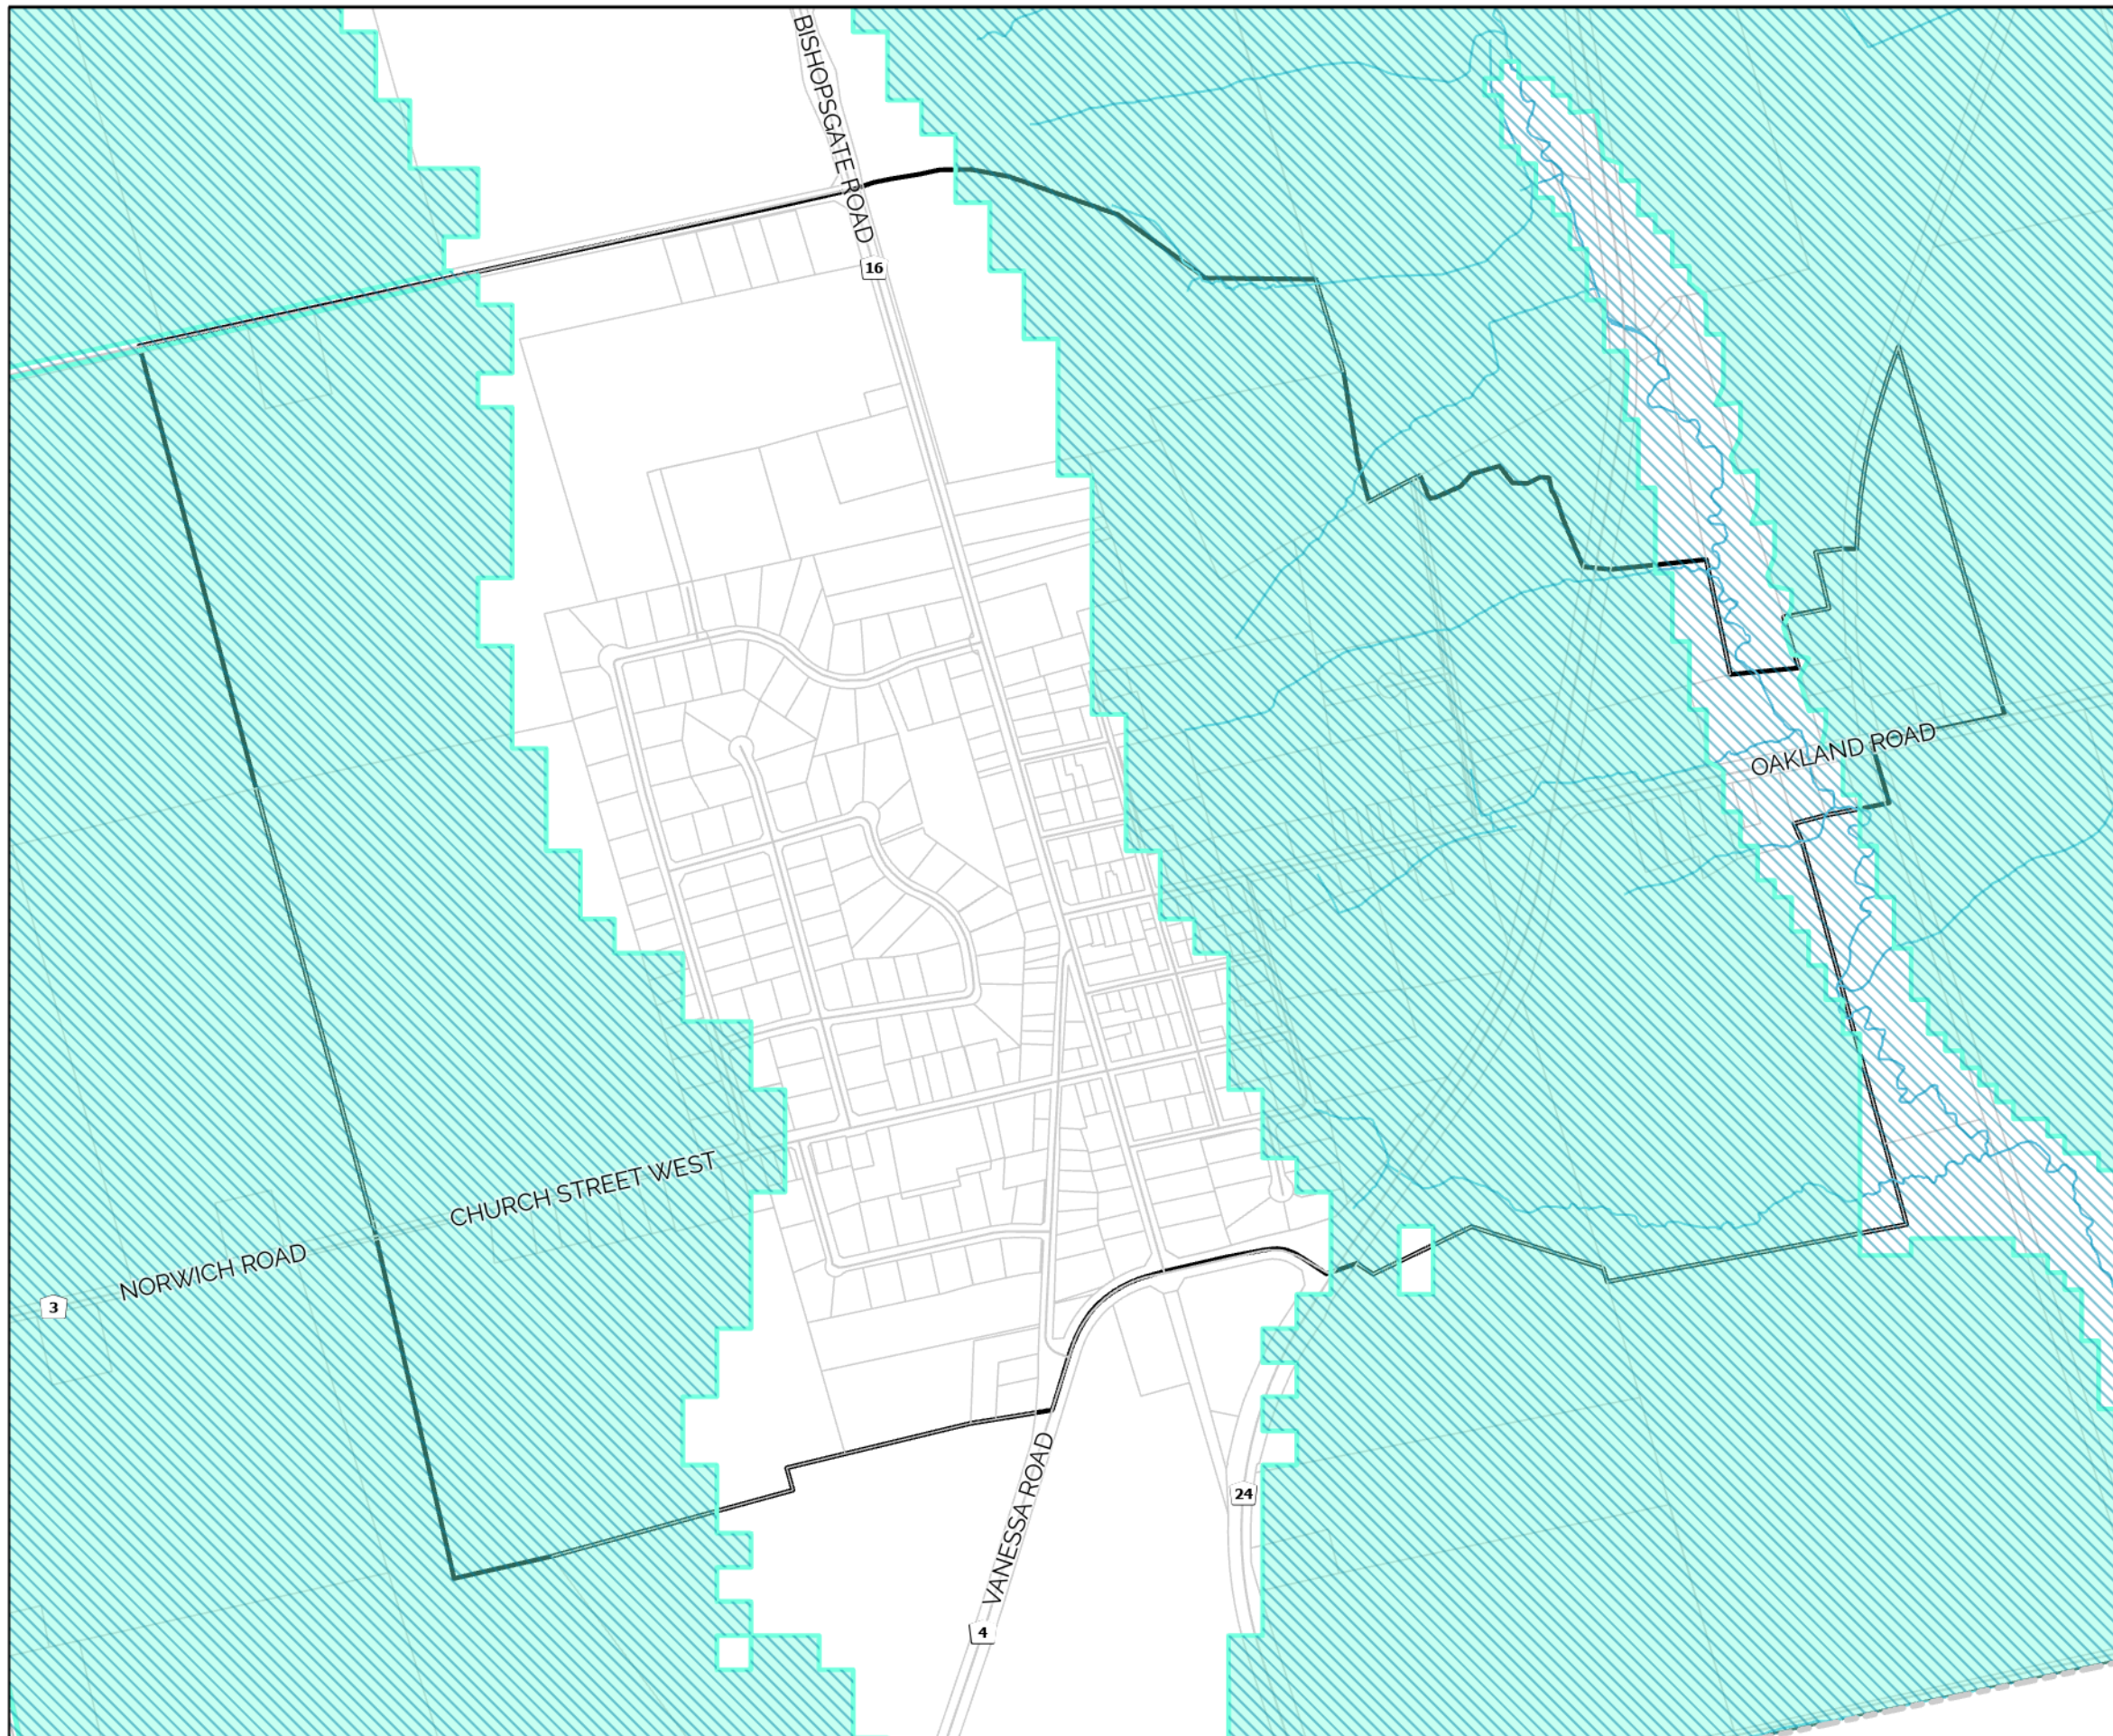 BISHOPSGATE ROAD
16
OAKLAND ROAD
CHURCH STREET WEST
NORWICH ROAD
3
24
VANESSA ROAD
4